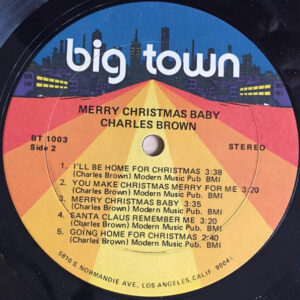 big town
MERRY CHRISTMAS BABY
CHARLES BROWN
BT 1003
Side 2
STEREO
1. I'LL BE HOME FOR CHRISTMAS 3:38
(Charles Brown) Modern Music Pub. BMI
2. YOU MAKE CHRISTMAS MERRY FOR ME 3:20
(Charles Brown) Modern Music Pub. BMI
3. MERRY CHRISTMAS BABY 3:35
(Charles Brown) Modern Music Pub. BMI
4. SANTA CLAUS REMEMBER ME 3:20
(Charles Brown) Modern Music Pub. BMI
5. GOING HOME FOR CHRISTMAS 2:40
(Charles Brown) Modern Music Pub. BMI
5810 S. NORMANDIE AVE., LOS ANGELES, CALIF.